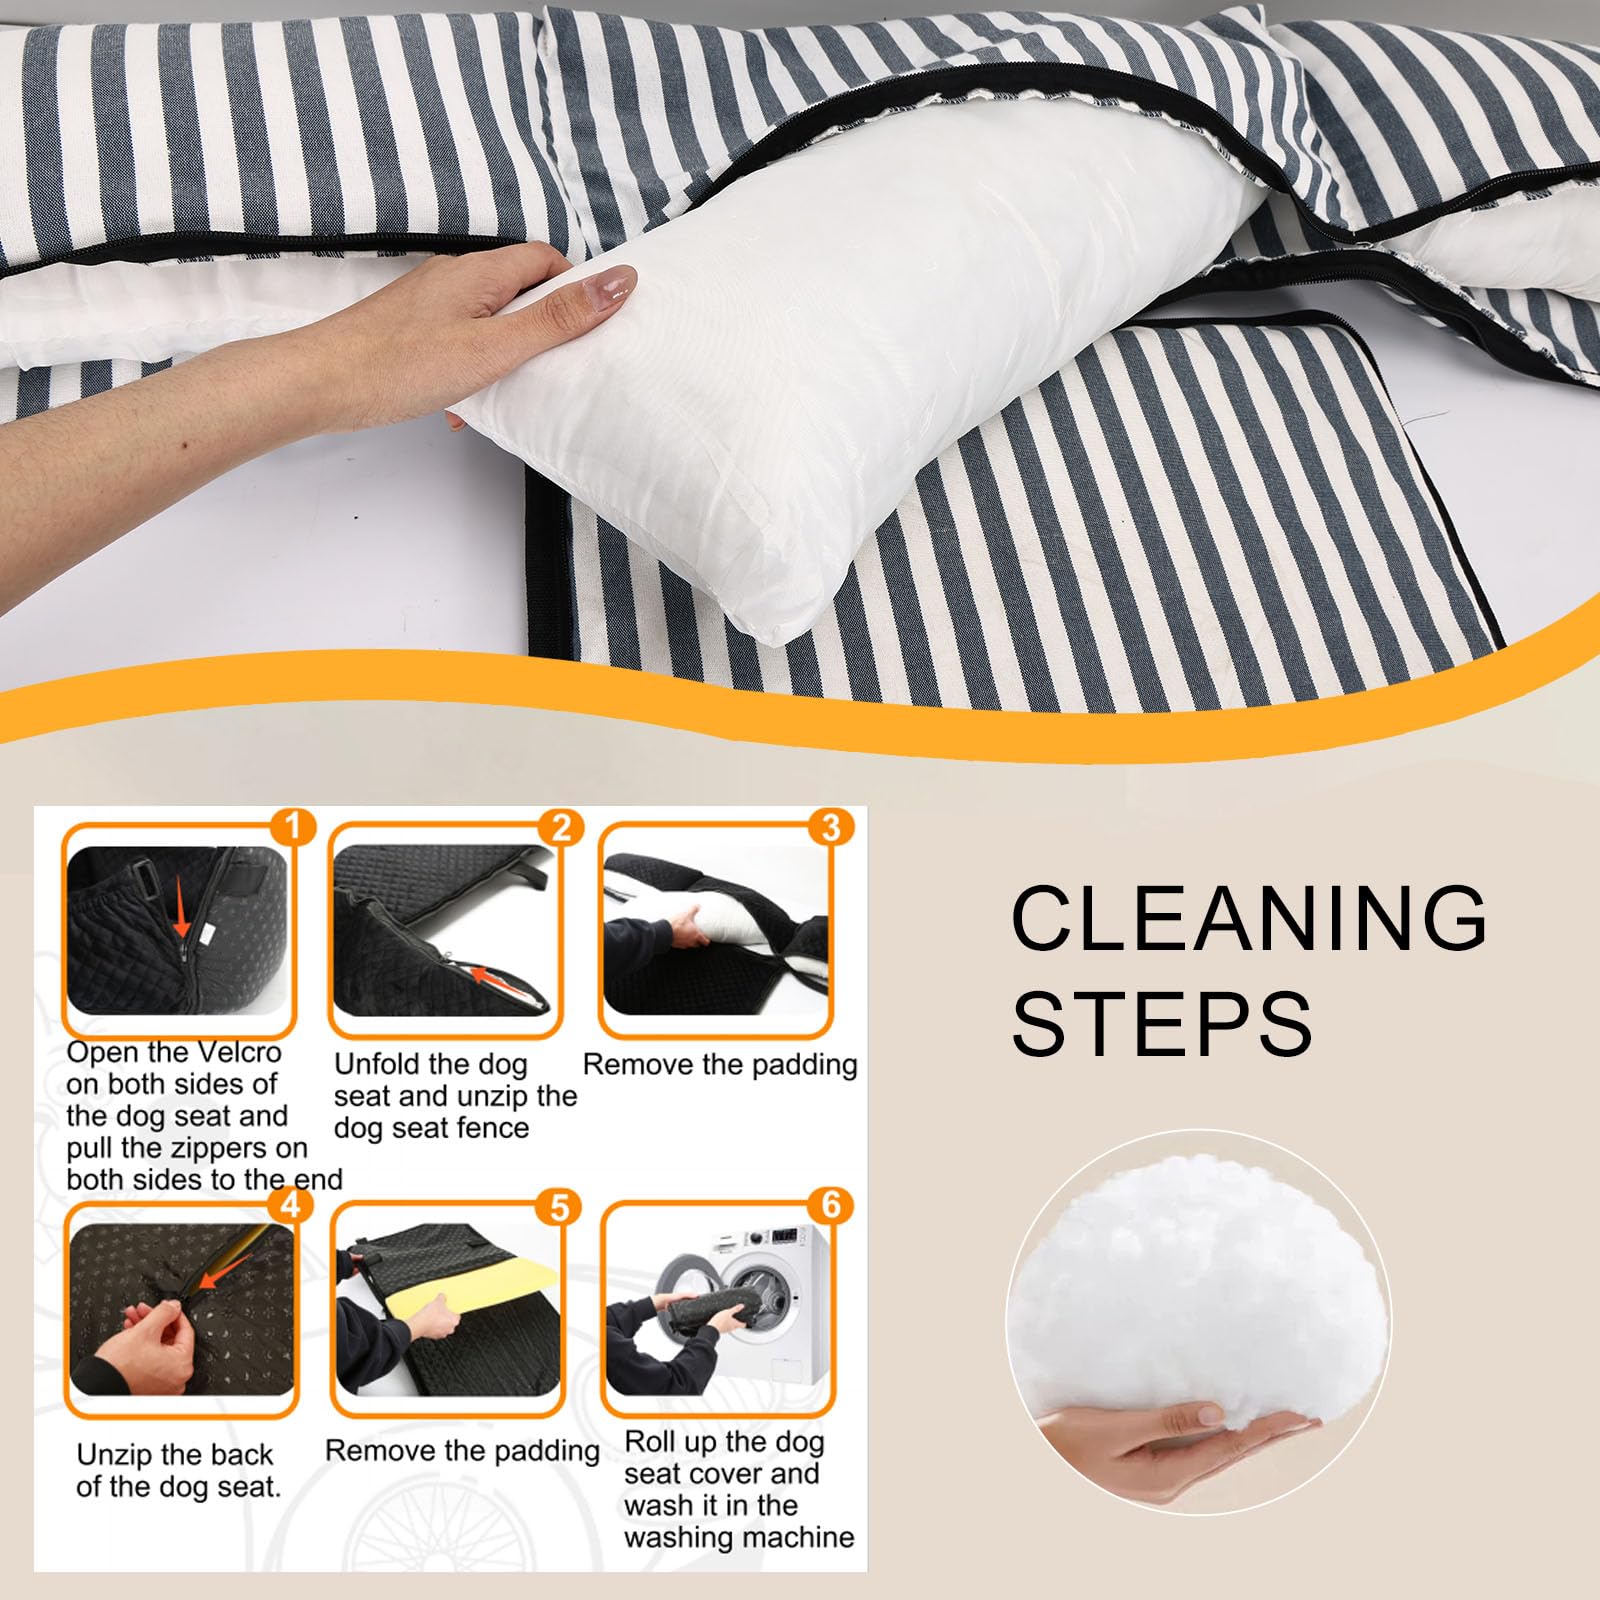 CLEANING
STEPS
1
Open the Velcro
on both sides of
the dog seat and
pull the zippers on
both sides to the end
2
Unfold the dog
seat and unzip the
dog seat fence
3
Remove the padding
4
Unzip the back
of the dog seat.
5
Remove the padding
6
Roll up the dog
seat cover and
wash it in the
washing machine